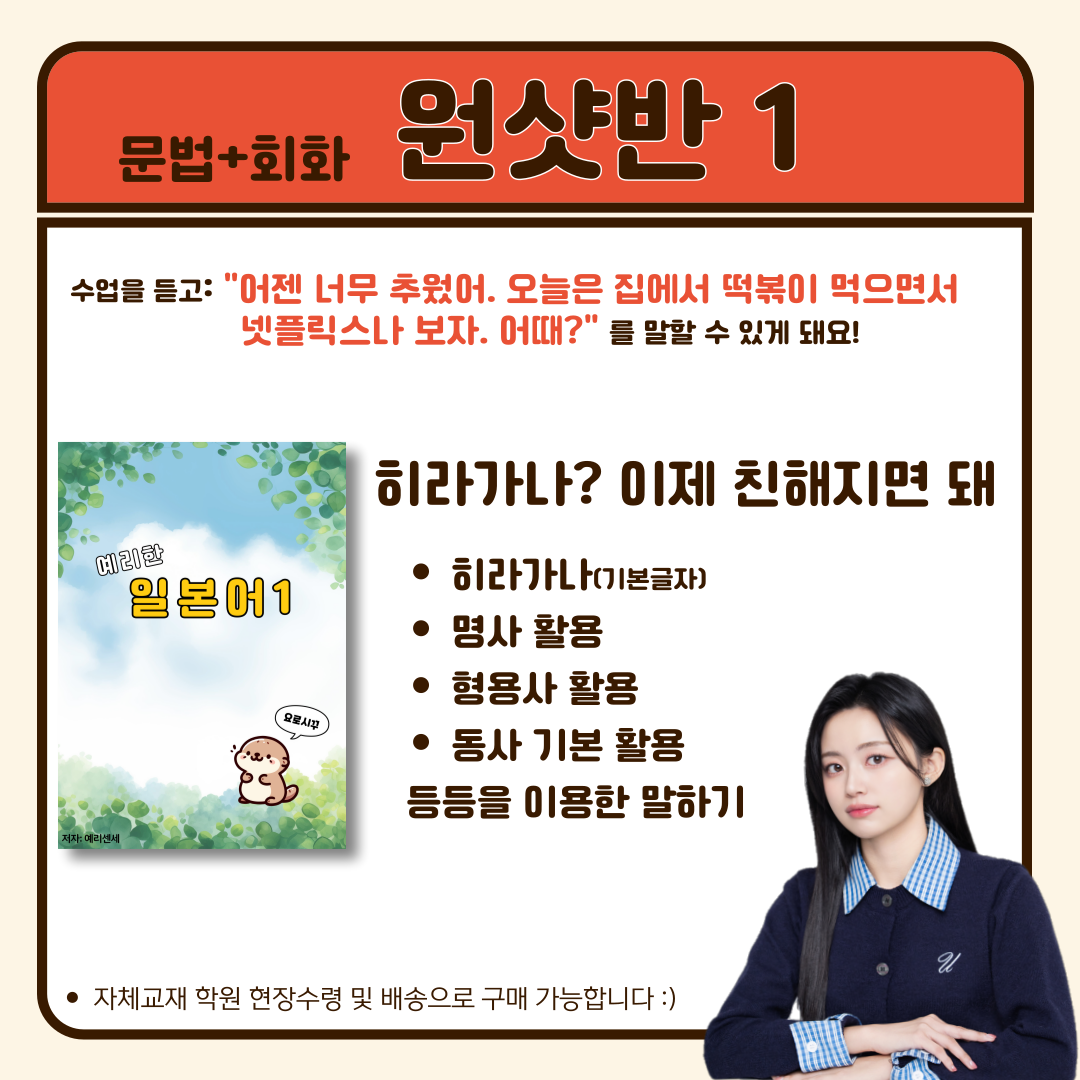 문법+회화 원샷반 1
수업을 듣고: "어젠 너무 추웠어. 오늘은 집에서 떡볶이 먹으면서
넷플릭스나 보자. 어때?" 를 말할 수 있게 돼요!
예리한
일본어1
요로시꾸
저자: 예리센세
히라가나? 이제 친해지면 돼
• 히라가나(기본글자)
• 명사 활용
• 형용사 활용
• 동사 기본 활용
등등을 이용한 말하기
U
• 자체교재 학원 현장수령 및 배송으로 구매 가능합니다 :)